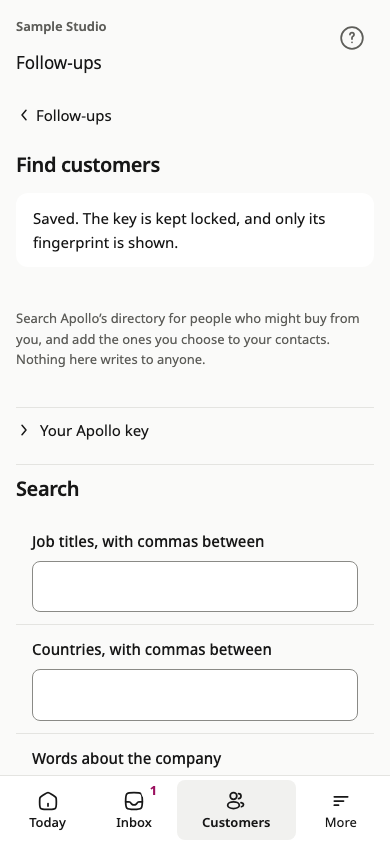 Sample Studio
Follow-ups
Follow-ups
Find customers
Saved. The key is kept locked, and only its
fingerprint is shown.
Search Apollo’s directory for people who might buy from
you, and add the ones you choose to your contacts.
Nothing here writes to anyone.
Your Apollo key
Search
Job titles, with commas between
Countries, with commas between
Words about the company
1
Today
Inbox
Customers
More